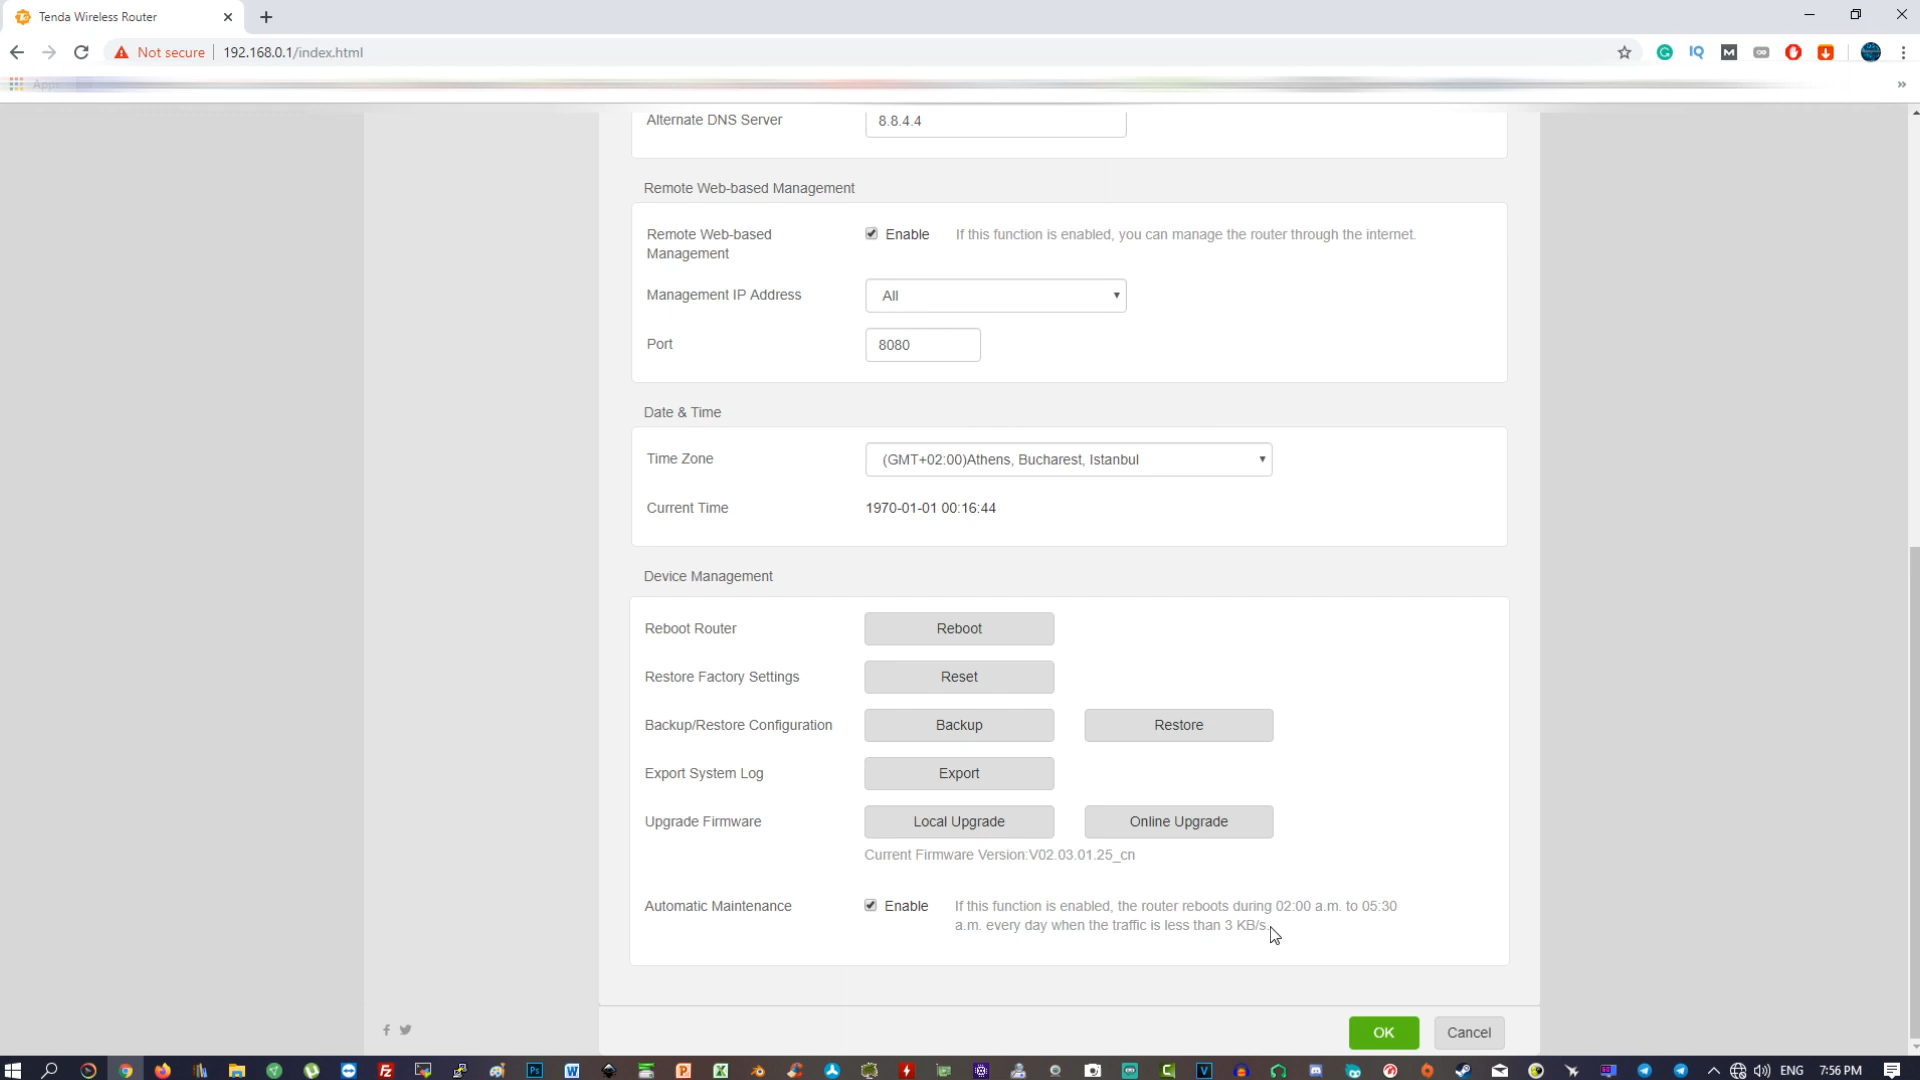 Tenda Wireless Router
Not secure
192.168.0.1/index.html
Apps
Alternate DNS Server
8.8.4.4
Remote Web-based Management
Remote Web-based
Management
Enable
If this function is enabled, you can manage the router through the internet.
Management IP Address
All
Port
8080
Date & Time
Time Zone
(GMT+02:00)Athens, Bucharest, Istanbul
Current Time
1970-01-01 00:16:44
Device Management
Reboot Router
Reboot
Restore Factory Settings
Reset
Backup/Restore Configuration
Backup
Restore
Export System Log
Export
Upgrade Firmware
Local Upgrade
Online Upgrade
Current Firmware Version:V02.03.01.25_cn
Automatic Maintenance
Enable
If this function is enabled, the router reboots during 02:00 a.m. to 05:30
a.m. every day when the traffic is less than 3 KB/s.
OK
Cancel
ENG
7:56 PM